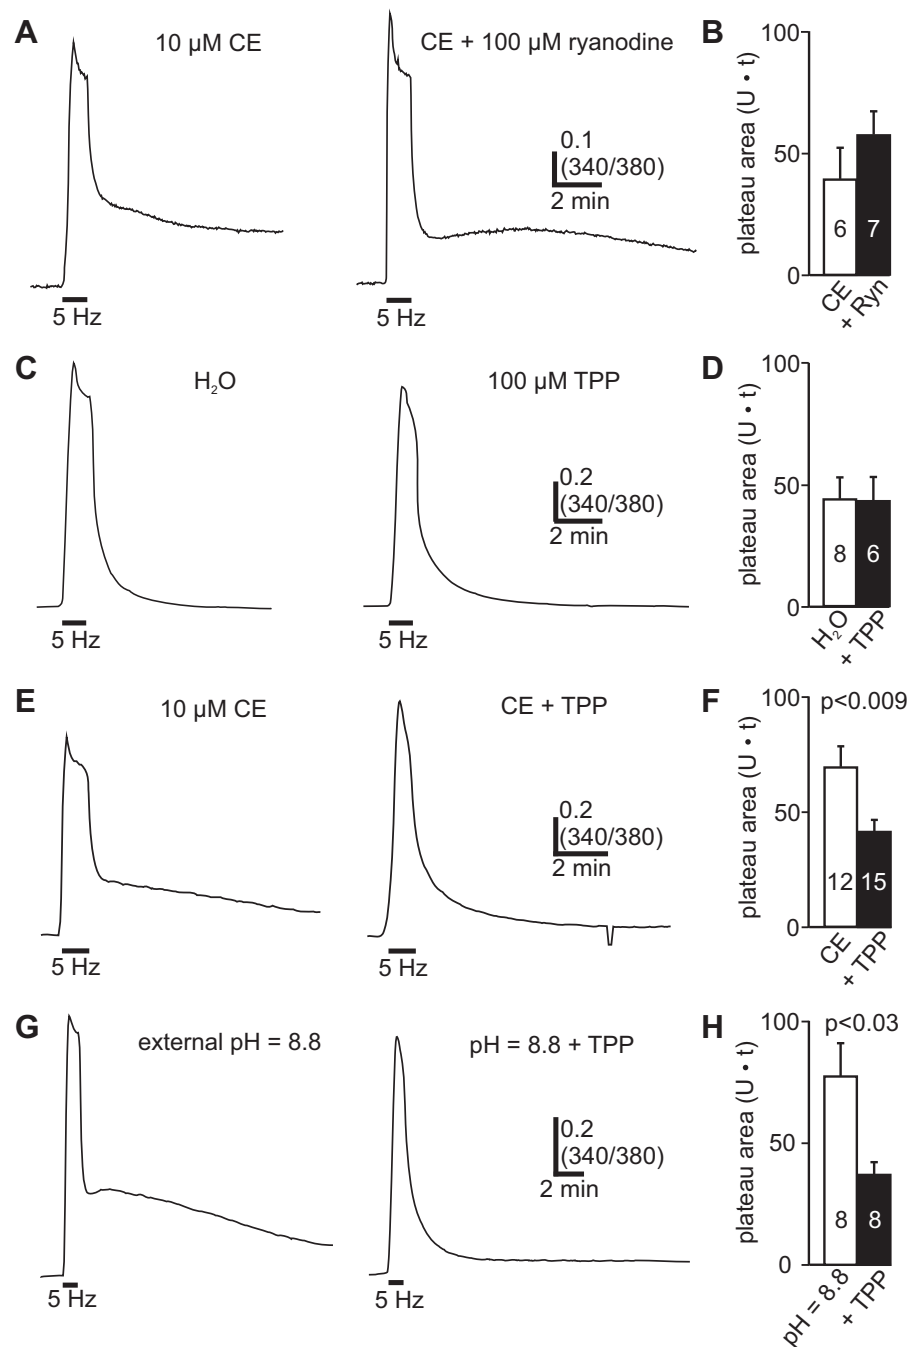 A
10 µM CE
CE + 100 µM ryanodine
0.1
(340/380)
2 min
5 Hz
5 Hz
B
plateau area (U • t)
100
50
0
6
7
CE
+ Ryn
C
H₂O
100 µM TPP
0.2
(340/380)
2 min
5 Hz
5 Hz
D
plateau area (U • t)
100
50
0
8
6
H₂O
+ TPP
E
10 µM CE
CE + TPP
0.2
(340/380)
2 min
5 Hz
5 Hz
F
plateau area (U • t)
100
50
0
p<0.009
12
15
CE
+ TPP
G
external pH = 8.8
pH = 8.8 + TPP
0.2
(340/380)
2 min
5 Hz
5 Hz
H
plateau area (U • t)
100
50
0
p<0.03
8
8
pH = 8.8
+ TPP